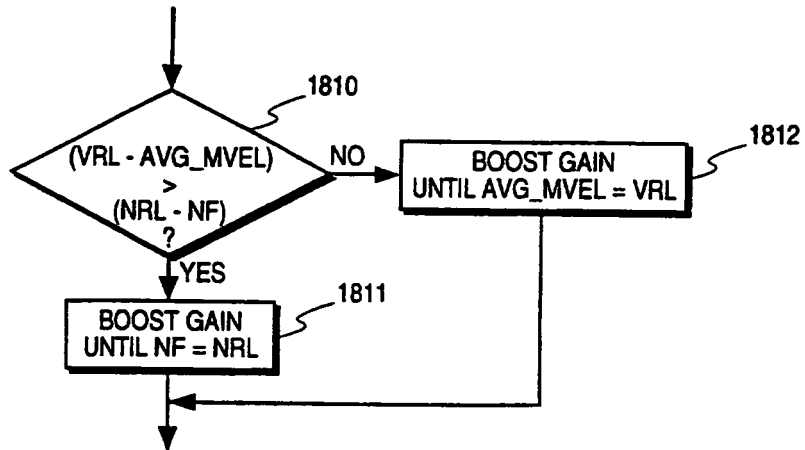 1810
(VRL - AVG_MVEL)
>
(NRL - NF)
?
NO
BOOST GAIN
UNTIL AVG_MVEL = VRL
1812
YES
BOOST GAIN
UNTIL NF = NRL
1811